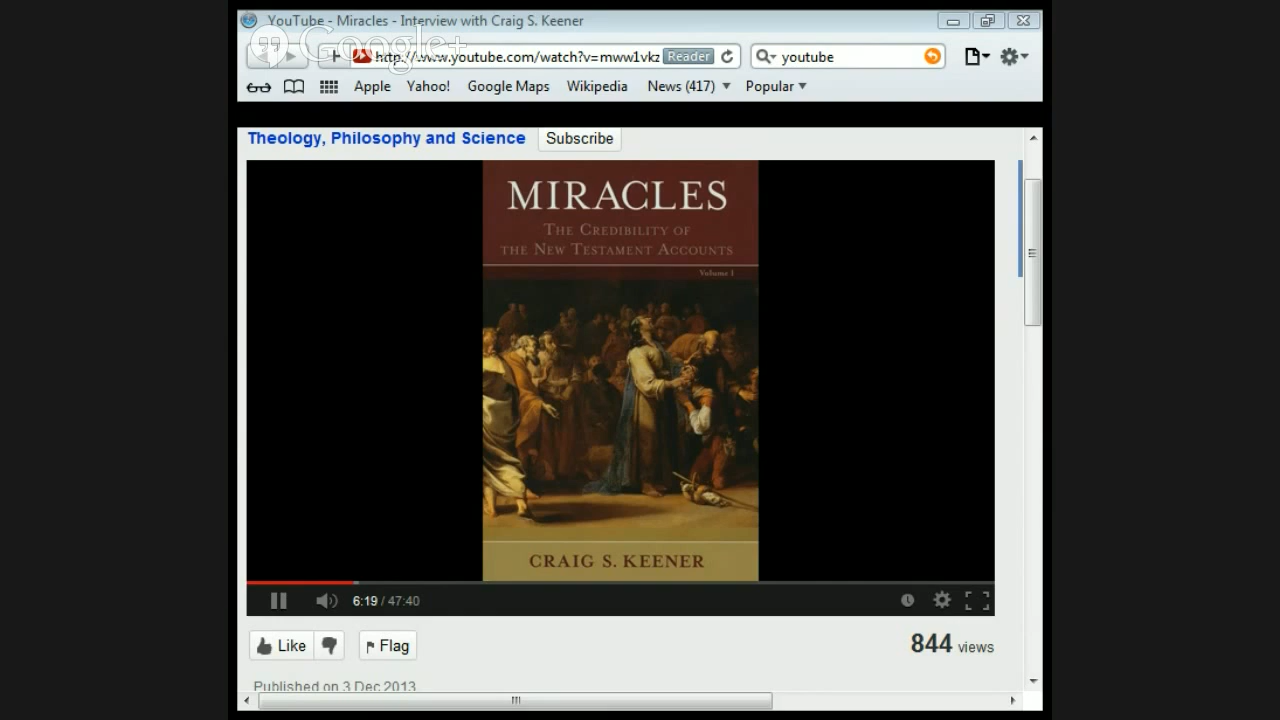 YouTube - Miracles - Interview with Craig S. Keener
Google+
http://www.youtube.com/watch?v=mww1vkz Reader
youtube
Apple Yahoo! Google Maps Wikipedia News (417) Popular
Theology, Philosophy and Science Subscribe
MIRACLES
THE CREDIBILITY OF
THE NEW TESTAMENT ACCOUNTS
Volume 1
CRAIG S. KEENER
6:19 / 47:40
Like Flag
844 views
Published on 3 Dec 2013